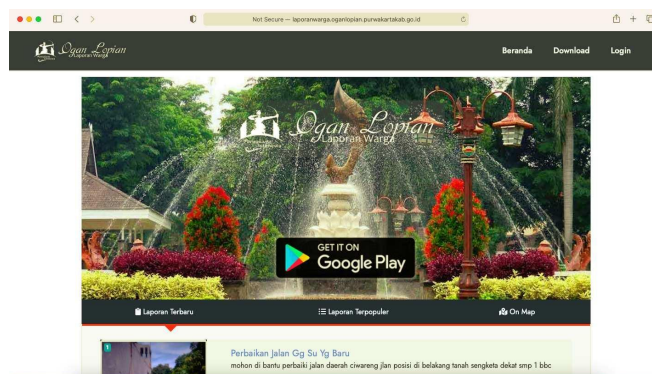 Not Secure — laporanwarga.oganlopian.purwakartakab.go.id
Ogan Lopian
Laporan Warga
Beranda
Download
Login
Ogan Lopian
Laporan Warga
GET IT ON
Google Play
Laporan Terbaru
Laporan Terpopuler
On Map
1
Perbaikan Jalan Gg Su Yg Baru
mohon di bantu perbaiki jalan daerah ciwareng jlan posisi di belakang tanah sengketa dekat smp 1 bbc